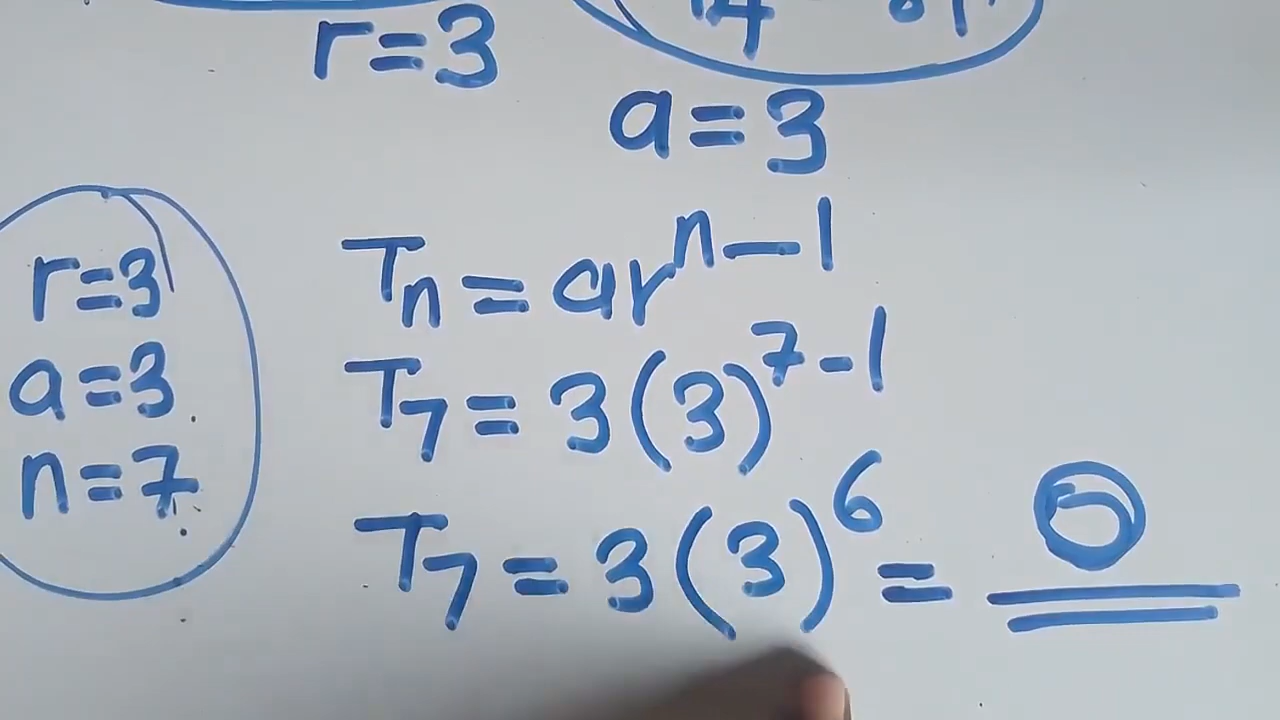 r=3
a=3
r=3
a=3
n=7
Tn=ar^n-1
T7=3(3)^7-1
T7=3(3)^6=